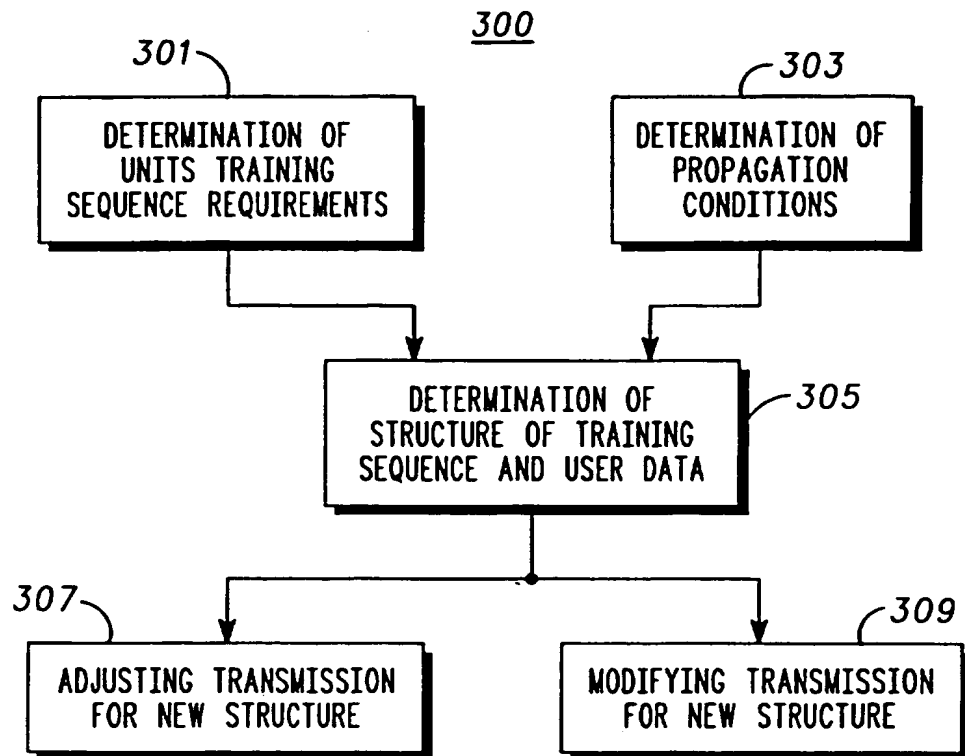 300
301
DETERMINATION OF
UNITS TRAINING
SEQUENCE REQUIREMENTS
303
DETERMINATION OF
PROPAGATION
CONDITIONS
305
DETERMINATION OF
STRUCTURE OF TRAINING
SEQUENCE AND USER DATA
307
ADJUSTING TRANSMISSION
FOR NEW STRUCTURE
309
MODIFYING TRANSMISSION
FOR NEW STRUCTURE